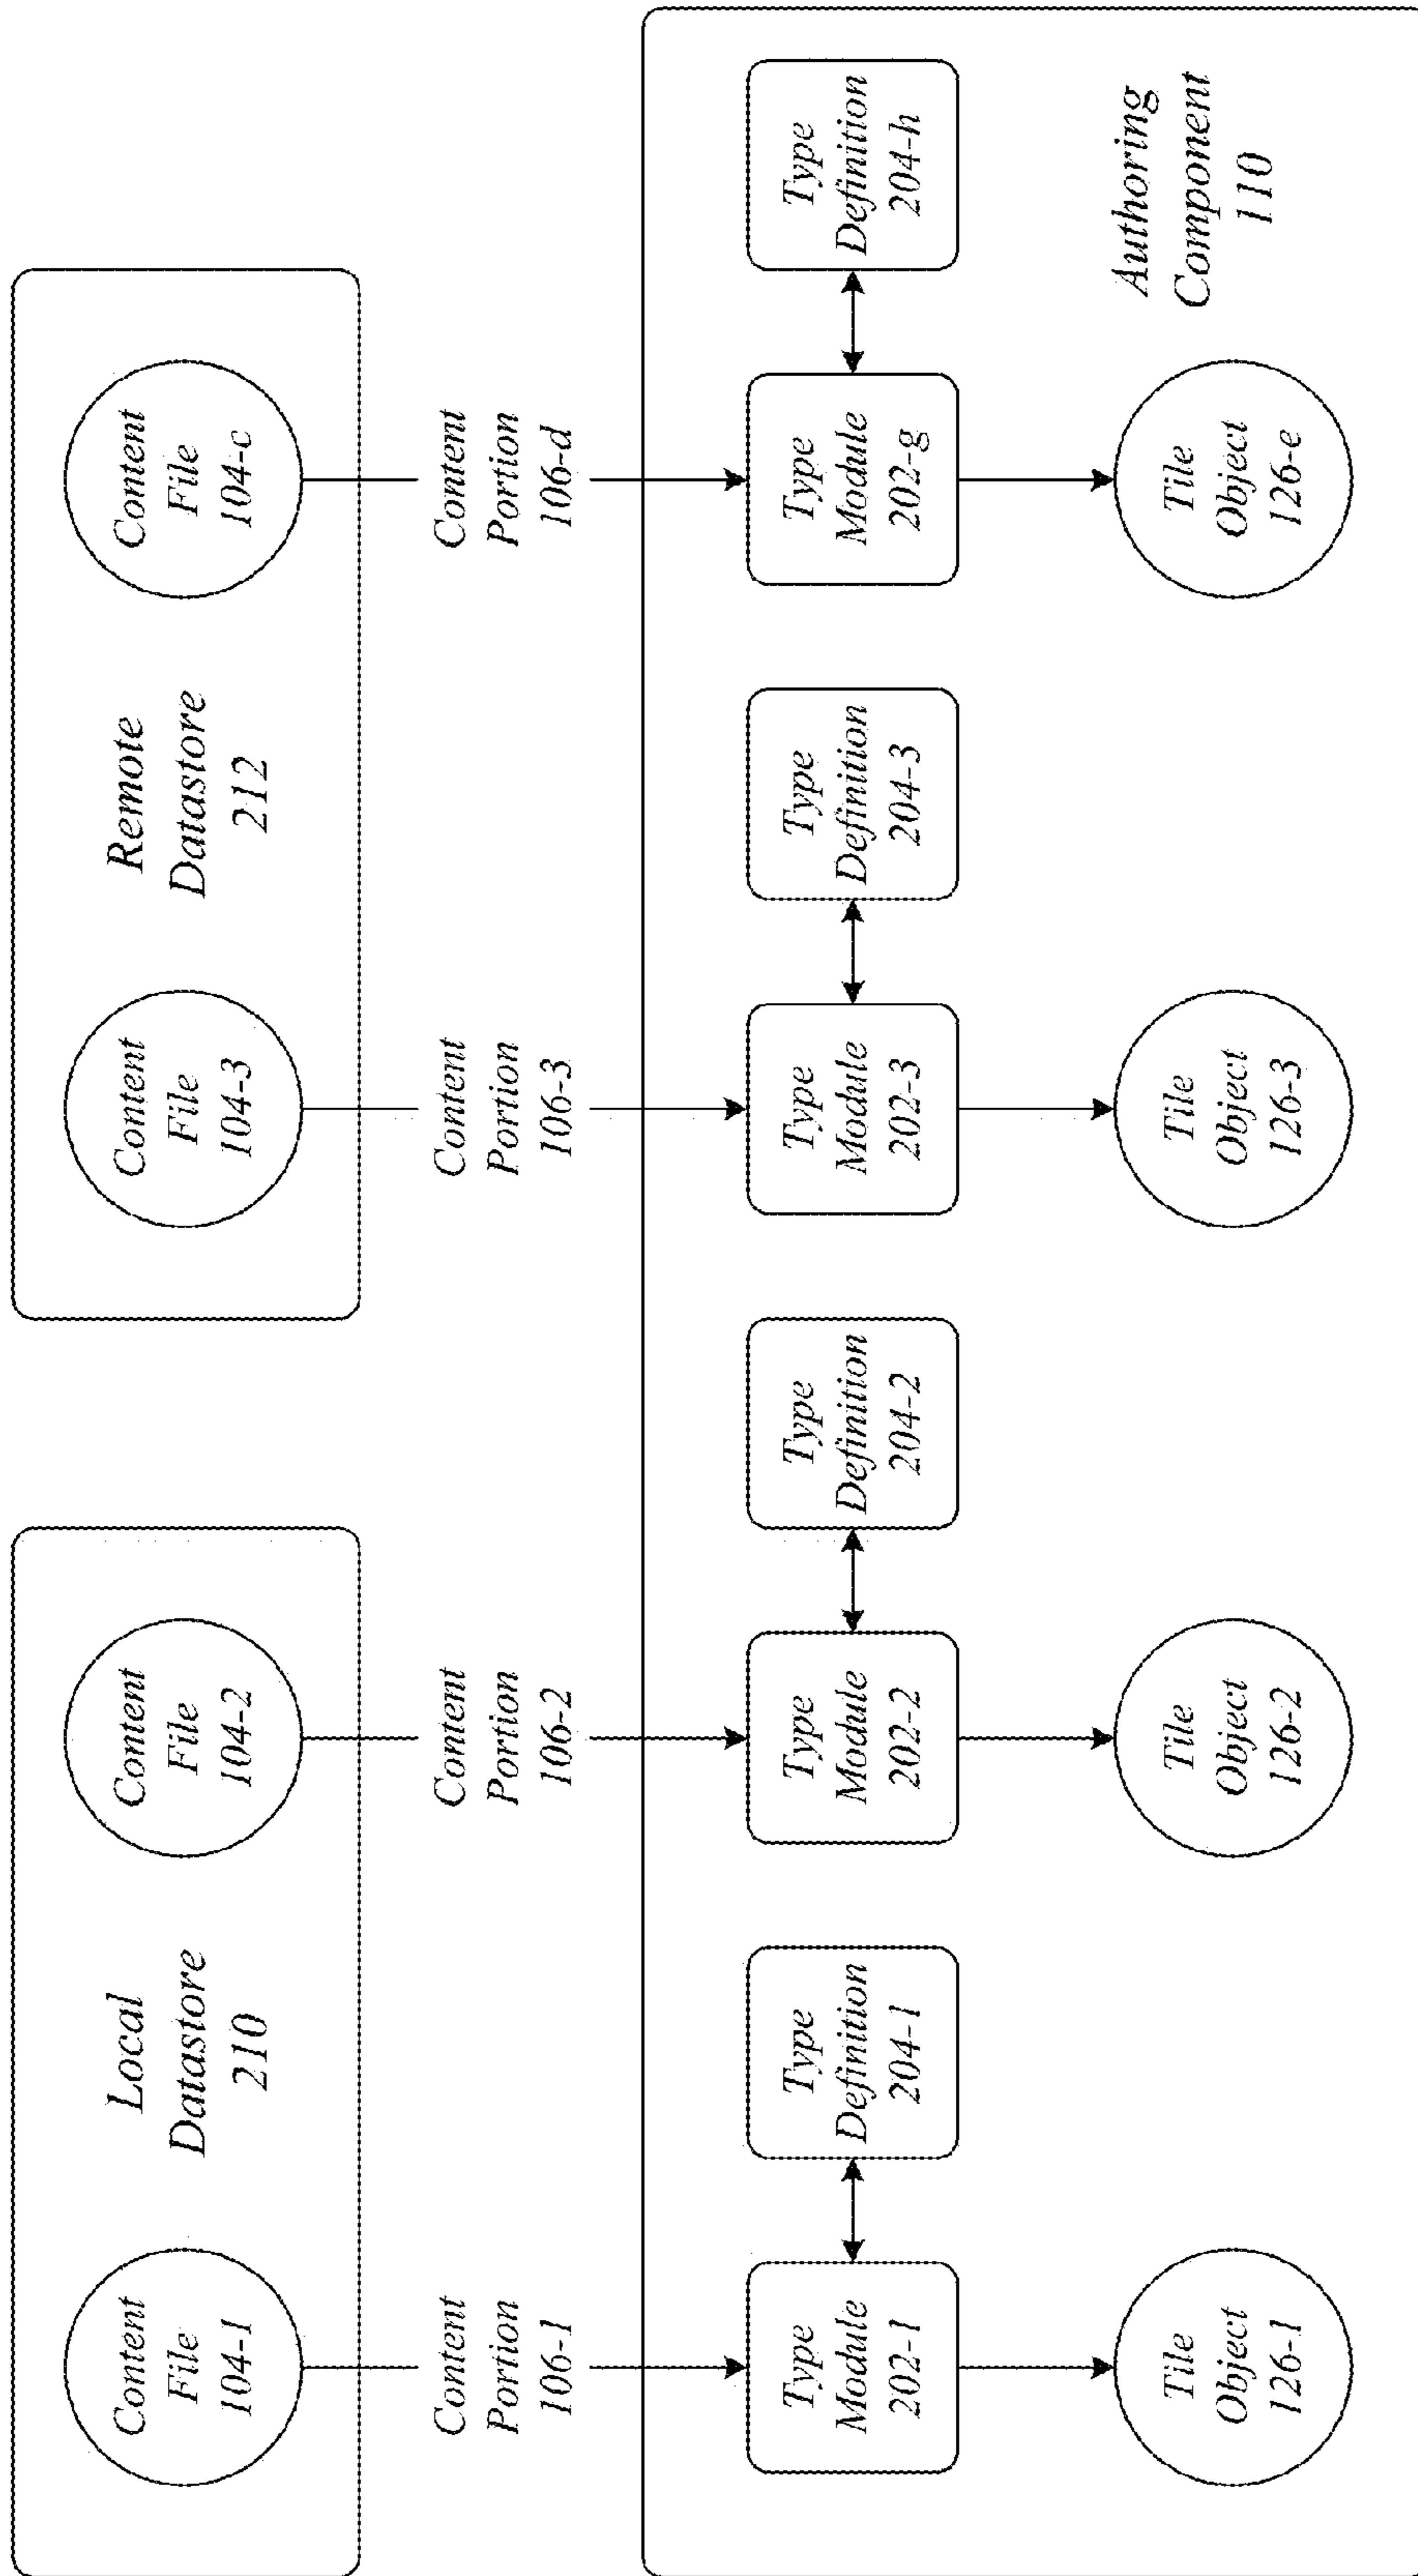 Content
File
104-1
Local
Datastore
210
Content
File
104-2
Content
File
104-3
Remote
Datastore
212
Content
File
104-c
Content
Portion
106-1
Content
Portion
106-2
Content
Portion
106-3
Content
Portion
106-d
Type
Module
202-1
Type
Definition
204-1
Type
Module
202-2
Type
Definition
204-2
Type
Module
202-3
Type
Definition
204-3
Type
Module
202-g
Type
Definition
204-h
Tile
Object
126-1
Tile
Object
126-2
Tile
Object
126-3
Tile
Object
126-e
Authoring
Component
110